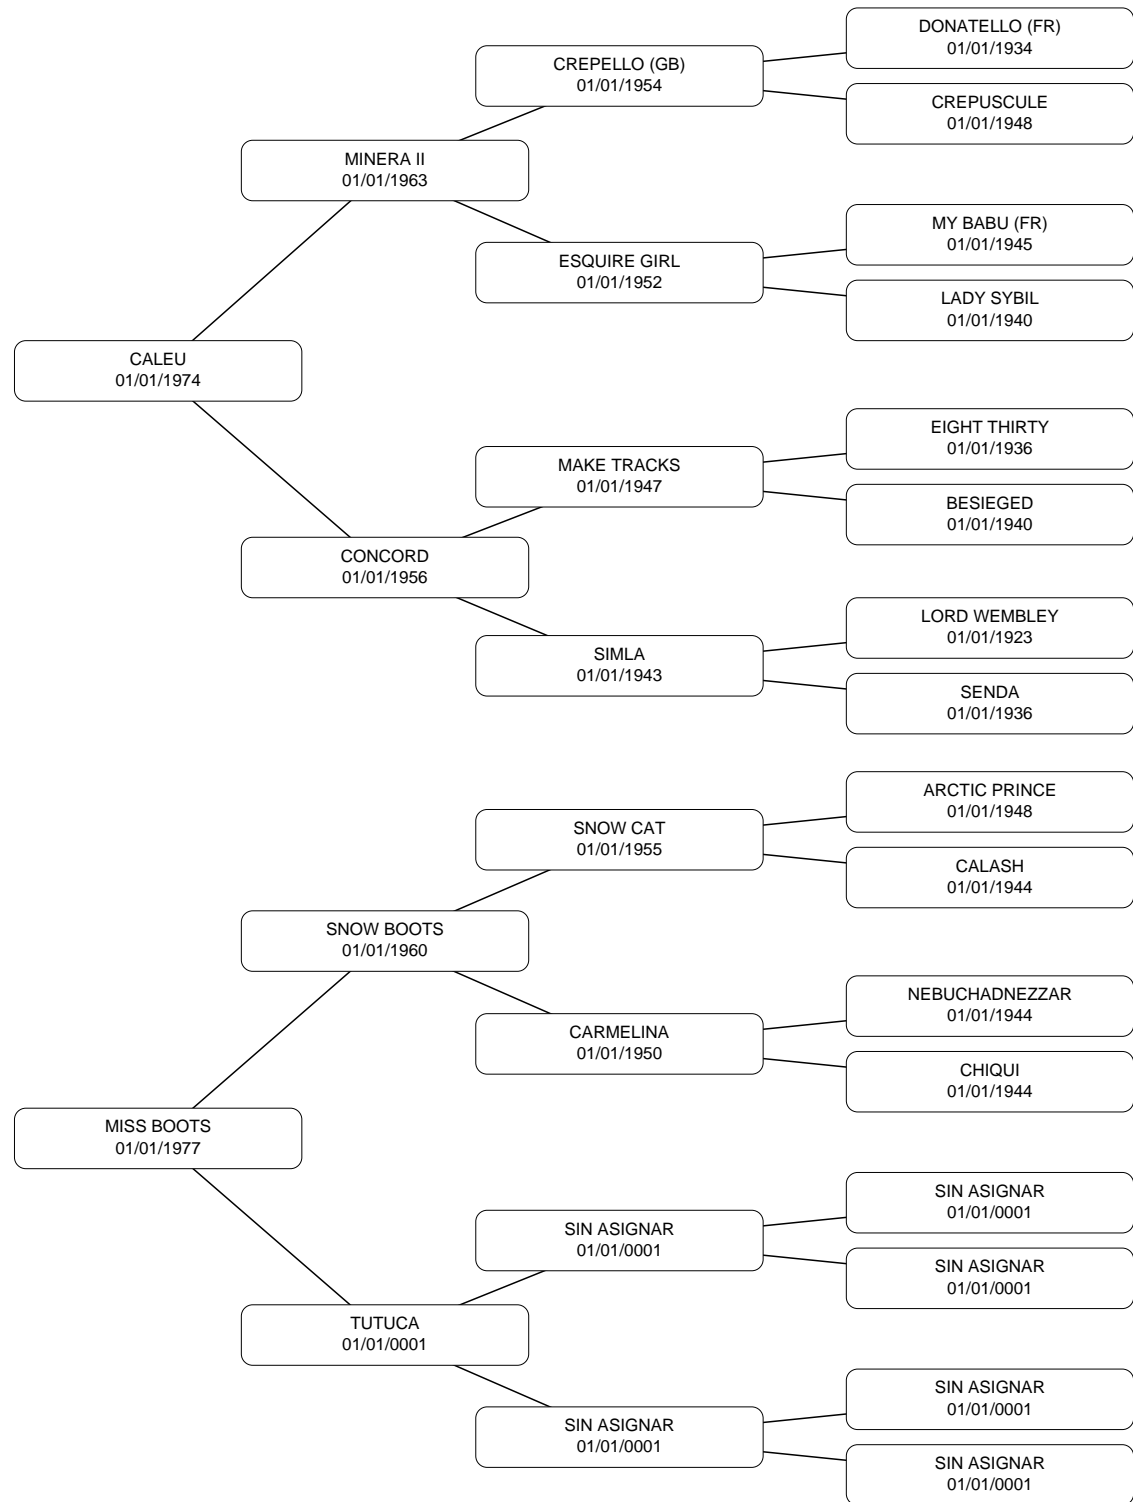 DONATELLO (FR)
01/01/1934
CREPELLO (GB)
01/01/1954
CREPUSCULE
01/01/1948
MINERA II
01/01/1963
MY BABU (FR)
01/01/1945
ESQUIRE GIRL
01/01/1952
LADY SYBIL
01/01/1940
CALEU
01/01/1974
EIGHT THIRTY
01/01/1936
MAKE TRACKS
01/01/1947
BESIEGED
01/01/1940
CONCORD
01/01/1956
LORD WEMBLEY
01/01/1923
SIMLA
01/01/1943
SENDA
01/01/1936
ARCTIC PRINCE
01/01/1948
SNOW CAT
01/01/1955
CALASH
01/01/1944
SNOW BOOTS
01/01/1960
NEBUCHADNEZZAR
01/01/1944
CARMELINA
01/01/1950
CHIQUI
01/01/1944
MISS BOOTS
01/01/1977
SIN ASIGNAR
01/01/0001
SIN ASIGNAR
01/01/0001
SIN ASIGNAR
01/01/0001
TUTUCA
01/01/0001
SIN ASIGNAR
01/01/0001
SIN ASIGNAR
01/01/0001
SIN ASIGNAR
01/01/0001